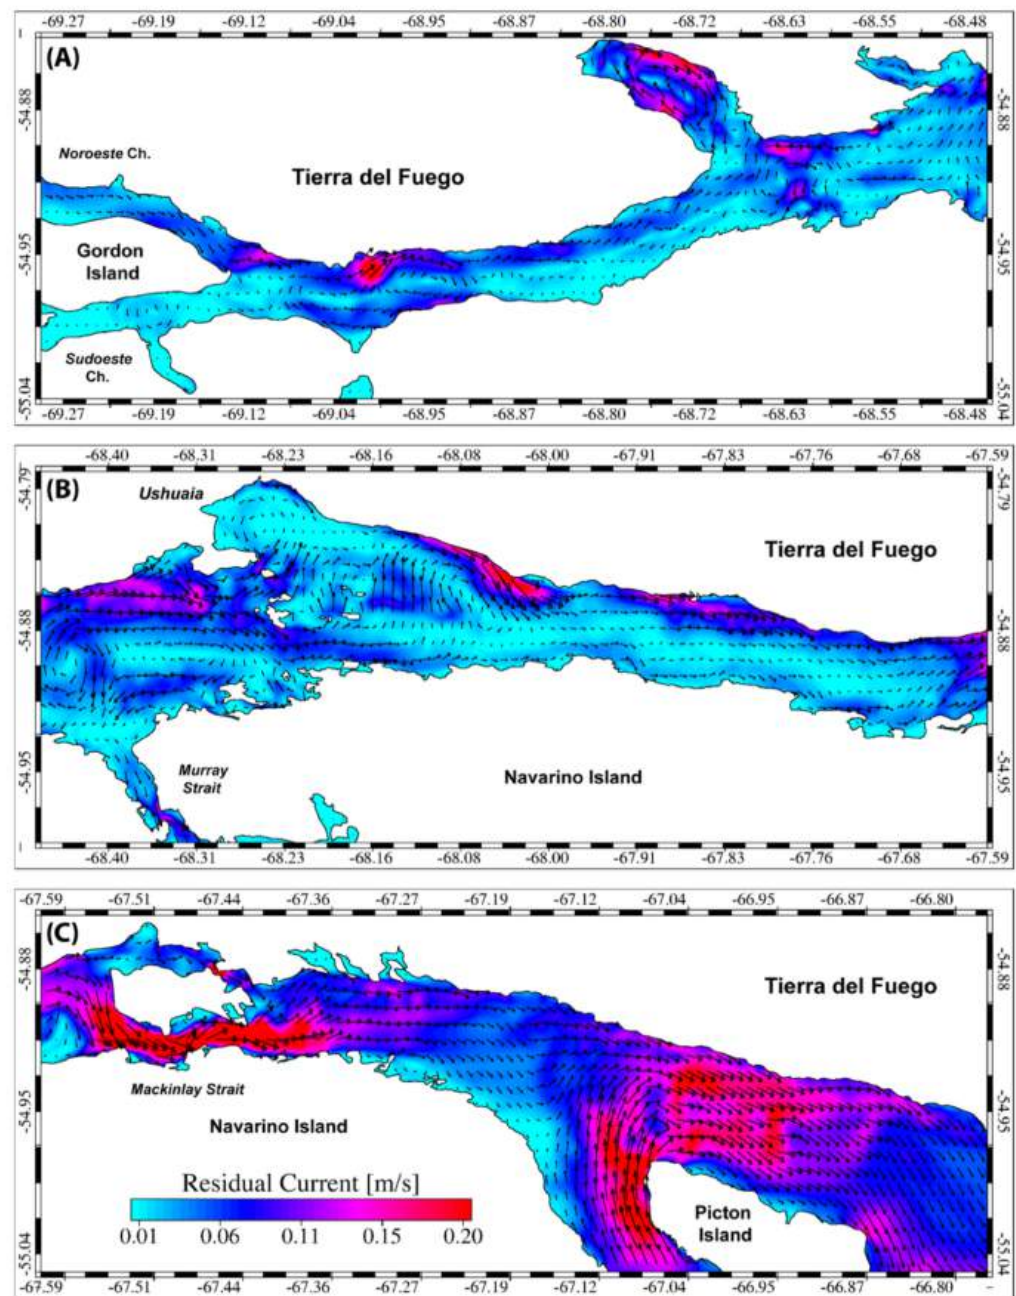 -69.27 -69.19 -69.12 -69.04 -68.95 -68.87 -68.80 -68.72 -68.63 -68.55 -68.48
(A)
-54.88
-54.88
Noroeste Ch.
Tierra del Fuego
-54.95
Gordon
Island
-54.95
Sudoeste
Ch.
-55.04
-55.04
-69.27 -69.19 -69.12 -69.04 -68.95 -68.87 -68.80 -68.72 -68.63 -68.55 -68.48
-68.40 -68.31 -68.23 -68.16 -68.08 -68.00 -67.91 -67.83 -67.76 -67.68 -67.59
(B)
-54.79
-54.79
Ushuaia
Tierra del Fuego
-54.88
-54.88
Murray
Strait
Navarino Island
-54.95
-54.95
-68.40 -68.31 -68.23 -68.16 -68.08 -68.00 -67.91 -67.83 -67.76 -67.68 -67.59
-67.59 -67.51 -67.44 -67.36 -67.27 -67.19 -67.12 -67.04 -66.95 -66.87 -66.80
(C)
-54.88
-54.88
Tierra del Fuego
Mackinlay Strait
-54.95
-54.95
Navarino Island
Residual Current [m/s]
0.01 0.06 0.11 0.15 0.20
Picton
Island
-55.04
-55.04
-67.59 -67.51 -67.44 -67.36 -67.27 -67.19 -67.12 -67.04 -66.95 -66.87 -66.80